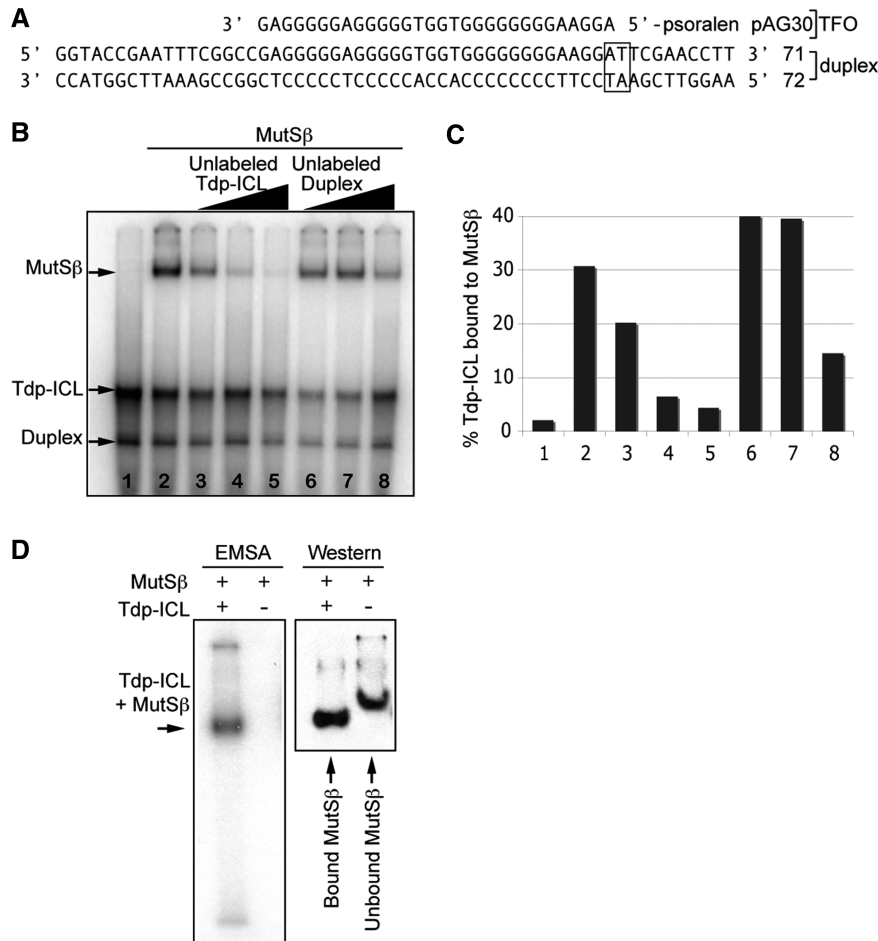 A
3' GAGGGGGAGGGGGTGGTGGGGGGGGAAGGA 5'-psoralen pAG30 TFO
5' GGTACCGAATTTCGGCCGAGGGGGAGGGGGTGGTGGGGGGGGAAGGATTCGAACCTT 3' 71
3' CCATGGCTTAAAGCCGGCTCCCCCTCCCCCACCACCCCCCCCTTCCTAAGCTTGGAA 5' 72
duplex
B
MutSβ
Unlabeled Unlabeled
Tdp-ICL Duplex
MutSβ
Tdp-ICL
Duplex
1 2 3 4 5 6 7 8
C
% Tdp-ICL bound to MutSβ
40
30
20
10
0
1 2 3 4 5 6 7 8
D
EMSA Western
MutSβ + + + +
Tdp-ICL + - + -
Tdp-ICL
+ MutSβ
Bound MutSβ
Unbound MutSβ